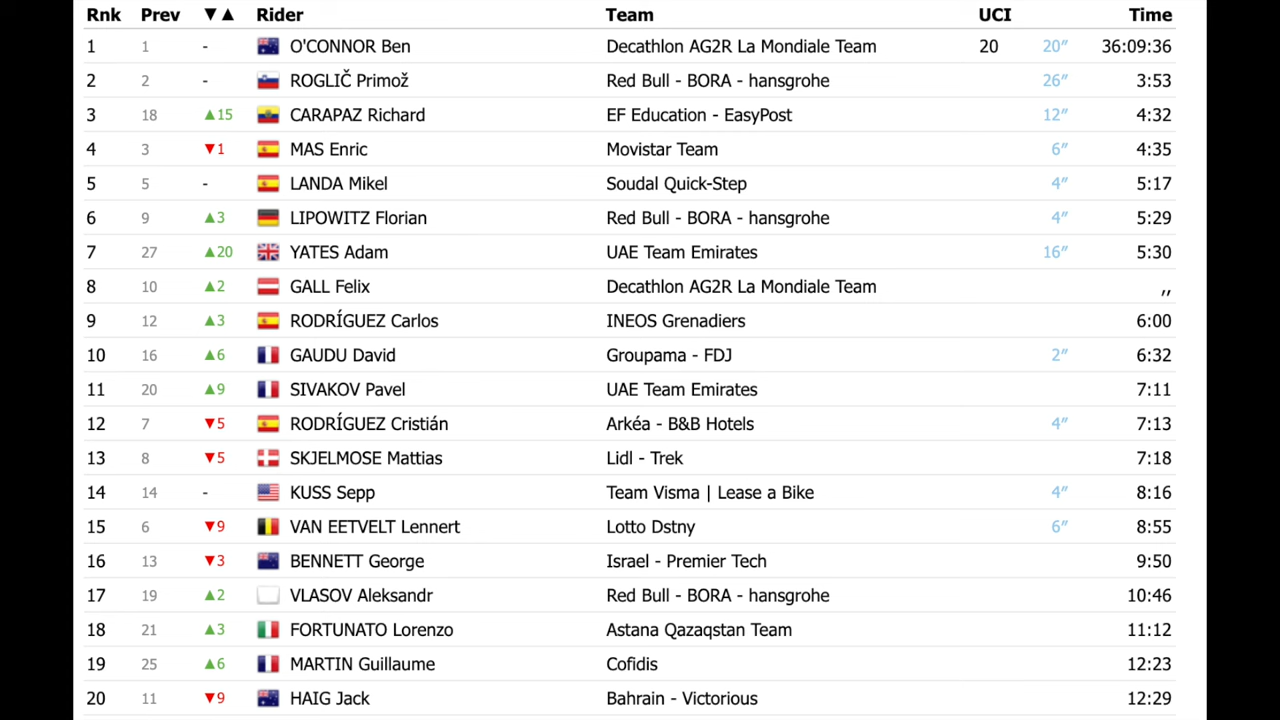 Rnk Prev ▼▲ Rider Team UCI Time
1 1 - O'CONNOR Ben Decathlon AG2R La Mondiale Team 20 20″ 36:09:36
2 2 - ROGLIČ Primož Red Bull - BORA - hansgrohe 26″ 3:53
3 18 ▲15 CARAPAZ Richard EF Education - EasyPost 12″ 4:32
4 3 ▼1 MAS Enric Movistar Team 6″ 4:35
5 5 - LANDA Mikel Soudal Quick-Step 4″ 5:17
6 9 ▲3 LIPOWITZ Florian Red Bull - BORA - hansgrohe 4″ 5:29
7 27 ▲20 YATES Adam UAE Team Emirates 16″ 5:30
8 10 ▲2 GALL Felix Decathlon AG2R La Mondiale Team ,,
9 12 ▲3 RODRÍGUEZ Carlos INEOS Grenadiers 6:00
10 16 ▲6 GAUDU David Groupama - FDJ 2″ 6:32
11 20 ▲9 SIVAKOV Pavel UAE Team Emirates 7:11
12 7 ▼5 RODRÍGUEZ Cristián Arkéa - B&B Hotels 4″ 7:13
13 8 ▼5 SKJELMOSE Mattias Lidl - Trek 7:18
14 14 - KUSS Sepp Team Visma | Lease a Bike 4″ 8:16
15 6 ▼9 VAN EETVELT Lennert Lotto Dstny 6″ 8:55
16 13 ▼3 BENNETT George Israel - Premier Tech 9:50
17 19 ▲2 VLASOV Aleksandr Red Bull - BORA - hansgrohe 10:46
18 21 ▲3 FORTUNATO Lorenzo Astana Qazaqstan Team 11:12
19 25 ▲6 MARTIN Guillaume Cofidis 12:23
20 11 ▼9 HAIG Jack Bahrain - Victorious 12:29